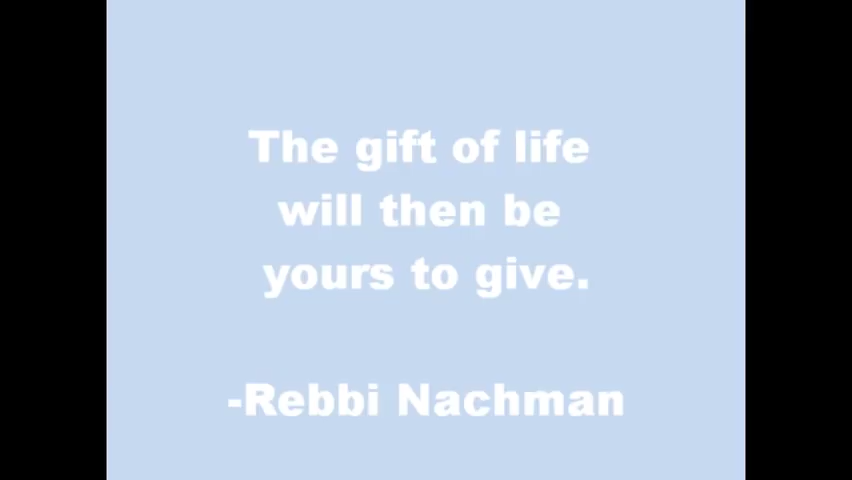 The gift of life
will then be
yours to give.
-Rebbi Nachman